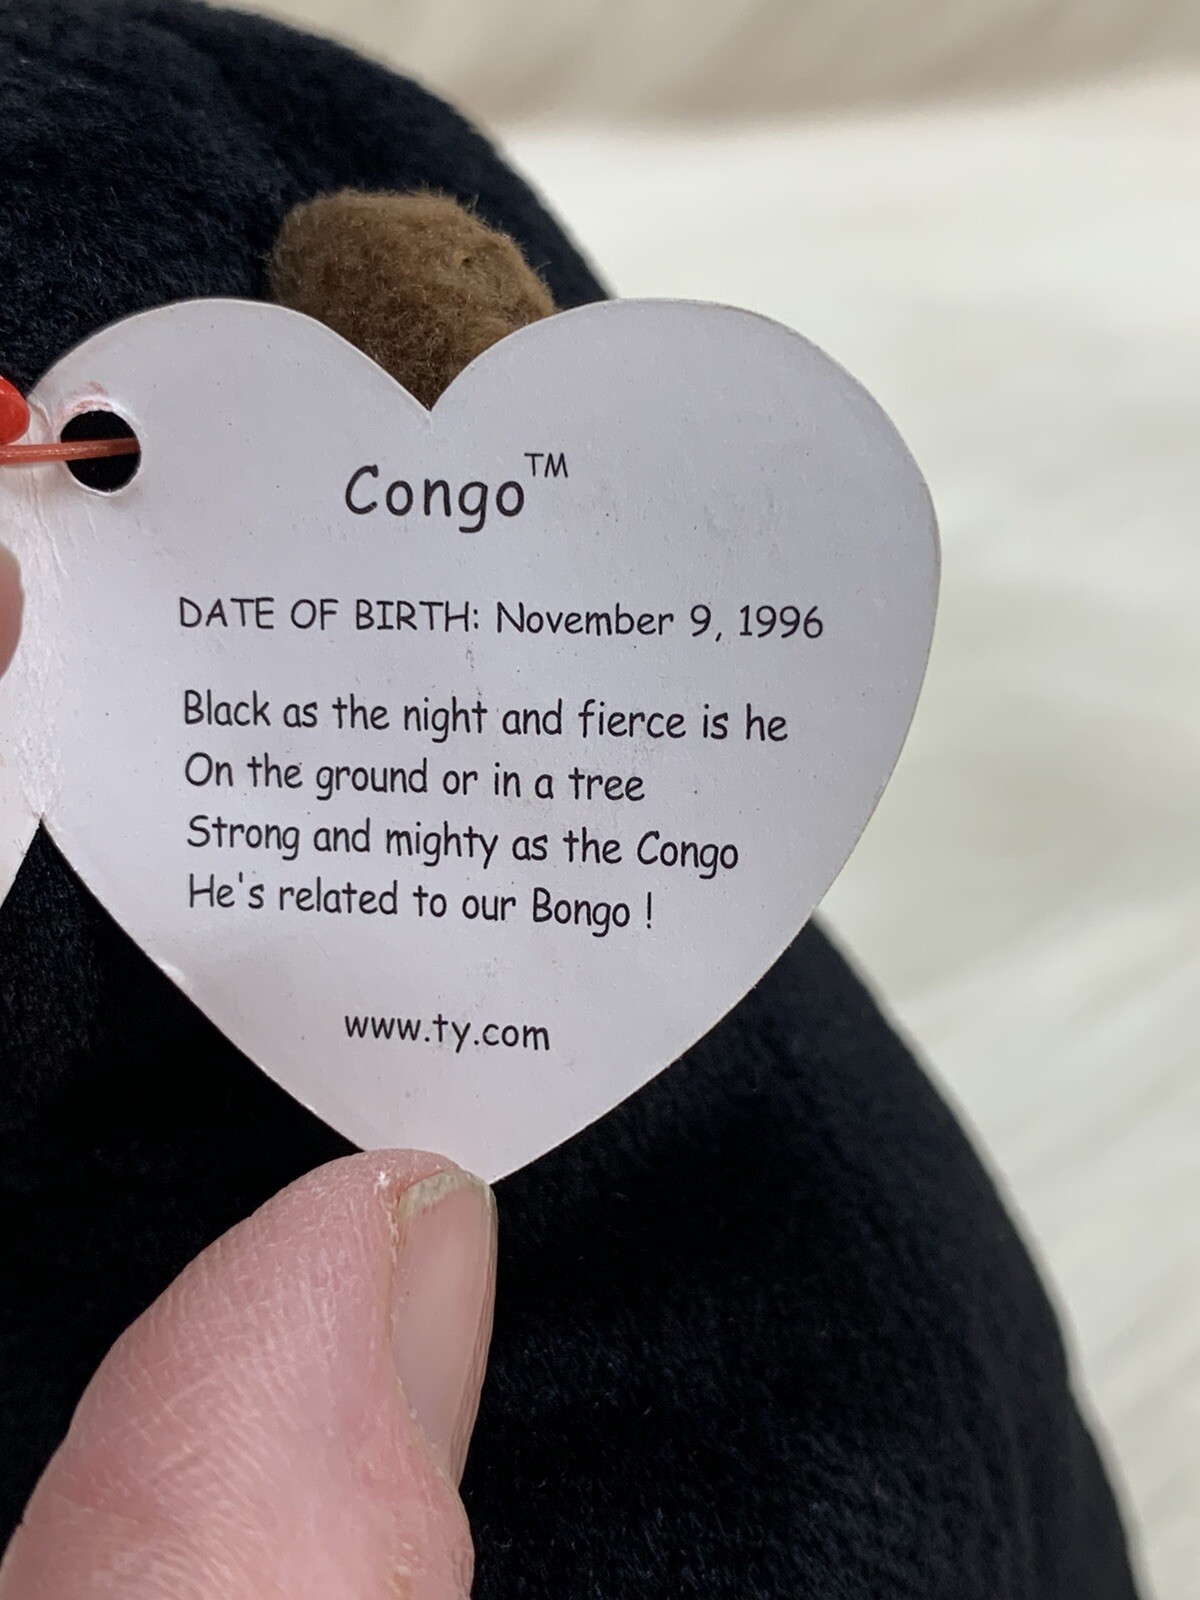 Congo™
DATE OF BIRTH: November 9, 1996
Black as the night and fierce is he
On the ground or in a tree
Strong and mighty as the Congo
He's related to our Bongo !
www.ty.com